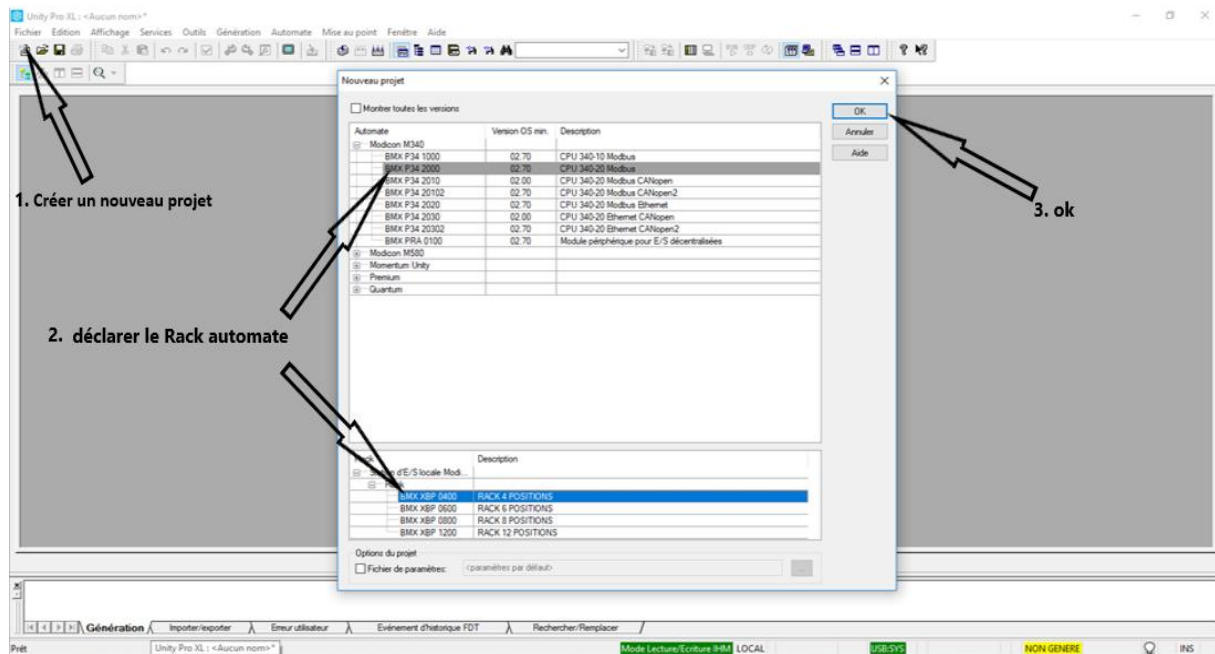 Unity Pro XL : <Aucun nom>*
Fichier Edition Affichage Services Outils Génération Automate Mise au point Fenêtre Aide
Nouveau projet
Montrer toutes les versions
OK
Annuler
Aide
Automate Version OS min. Description
Modicon M340
BMX P34 1000 02.70 CPU 340-10 Modbus
BMX P34 2000 02.70 CPU 340-20 Modbus
BMX P34 2010 02.00 CPU 340-20 Modbus CANopen
BMX P34 20102 02.70 CPU 340-20 Modbus CANopen2
BMX P34 2020 02.70 CPU 340-20 Modbus Ethernet
BMX P34 2030 02.00 CPU 340-20 Ethernet CANopen
BMX P34 20302 02.70 CPU 340-20 Ethernet CANopen2
BMX PRA 0100 02.70 Module périphérique pour E/S décentralisées
Modicon M580
Momentum Unity
Premium
Quantum
1. Créer un nouveau projet
3. ok
2. déclarer le Rack automate
Description
d'E/S locale Modi...
BMX XBP 0400 RACK 4 POSITIONS
BMX XBP 0600 RACK 6 POSITIONS
BMX XBP 0800 RACK 8 POSITIONS
BMX XBP 1200 RACK 12 POSITIONS
Options du projet
Fichier de paramètres: <paramètres par défaut> ...
Génération Importer/exporter Erreur utilisateur Evénement d'historique FDT Rechercher/Remplacer
Prêt Unity Pro XL : <Aucun nom>* Mode Lecture/Ecriture IHM LOCAL USB:SYS NON GENERE INS